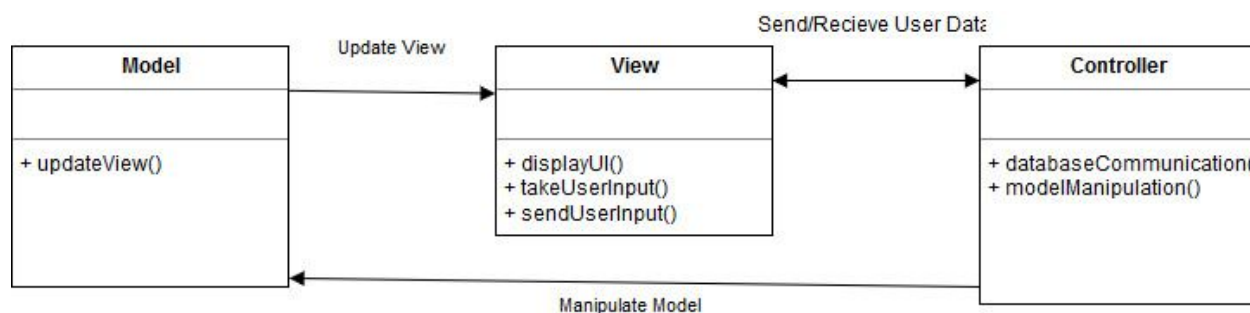 Send/Recieve User Data
Update View
Model
View
Controller
+ updateView()
+ displayUI()
+ takeUserInput()
+ sendUserInput()
+ databaseCommunication(
+ modelManipulation()
Manipulate Model